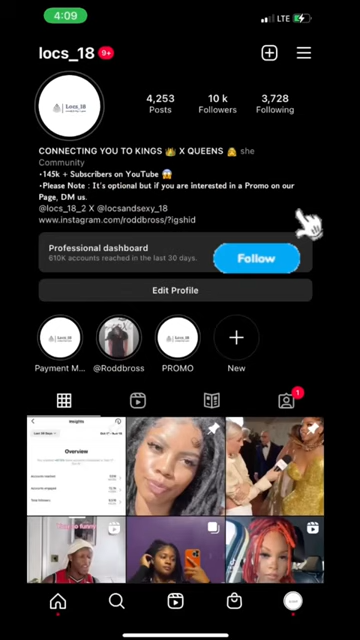 4:09
LTE
locs_18
9+
Locs_18
4,253
Posts
10 k
Followers
3,728
Following
CONNECTING YOU TO KINGS 👑 X QUEENS 👸 she
Community
•145k + Subscribers on YouTube 😱
•Please Note : It's optional but if you are interested in a Promo on our
Page, DM us.
@locs_18_2 X @locsandsexy_18
www.instagram.com/roddbross/?igshid
Professional dashboard
610K accounts reached in the last 30 days.
Follow
Edit Profile
Payment M...
@Roddbross
PROMO
New
1
Insights
Overview